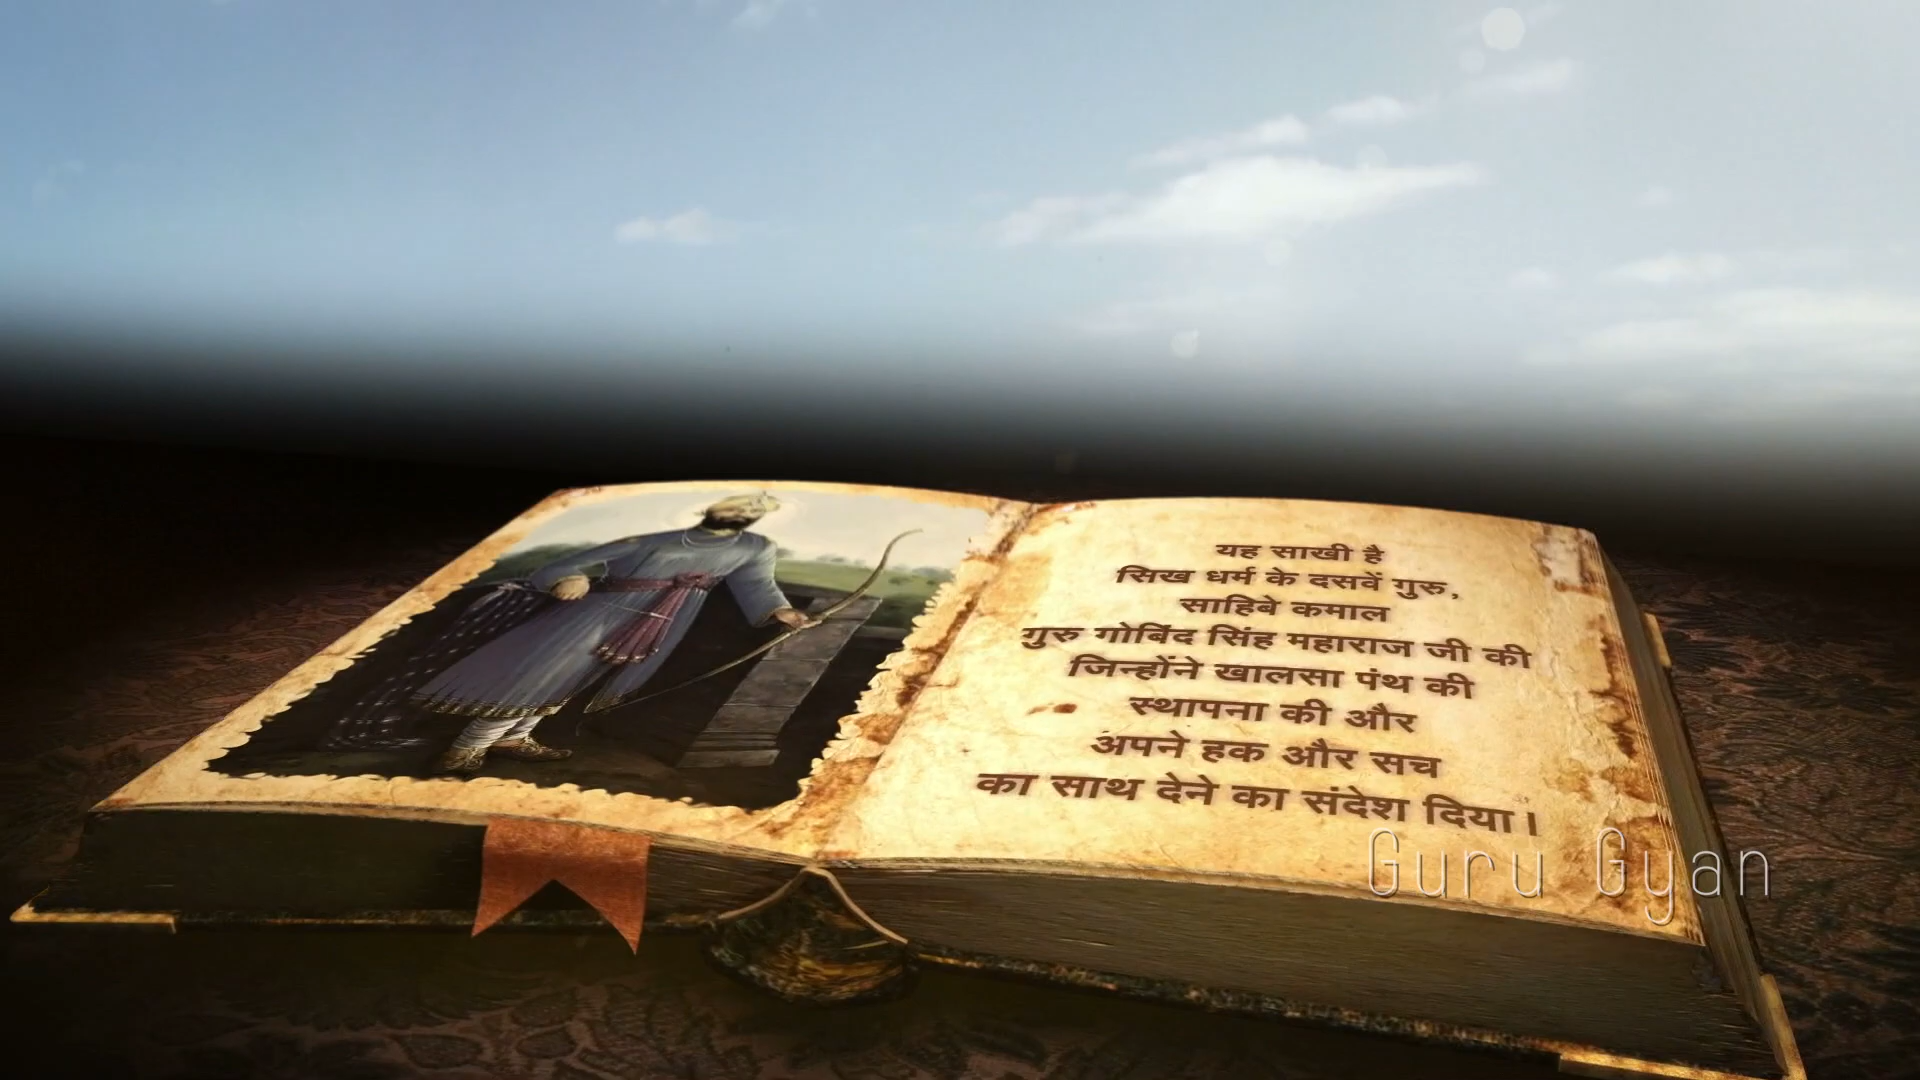 यह साखी है
सिख धर्म के दसवें गुरु,
साहिबे कमाल
गुरु गोबिंद सिंह महाराज जी की
जिन्होंने खालसा पंथ की
स्थापना की और
अपने हक और सच
का साथ देने का संदेश दिया।
Guru Gyan